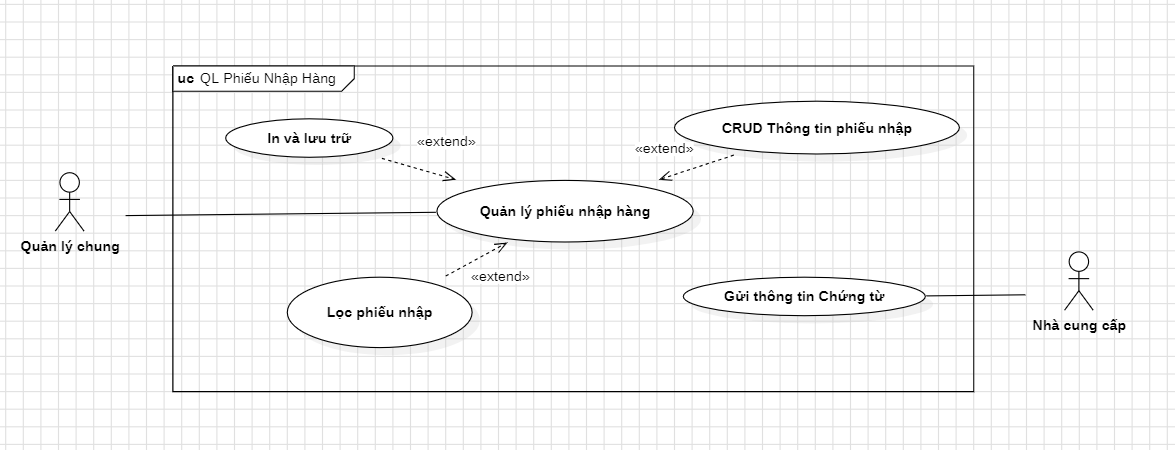 uc QL Phiếu Nhập Hàng
In và lưu trữ
«extend»
CRUD Thông tin phiếu nhập
«extend»
Quản lý phiếu nhập hàng
Quản lý chung
«extend»
Lọc phiếu nhập
Gửi thông tin Chứng từ
Nhà cung cấp